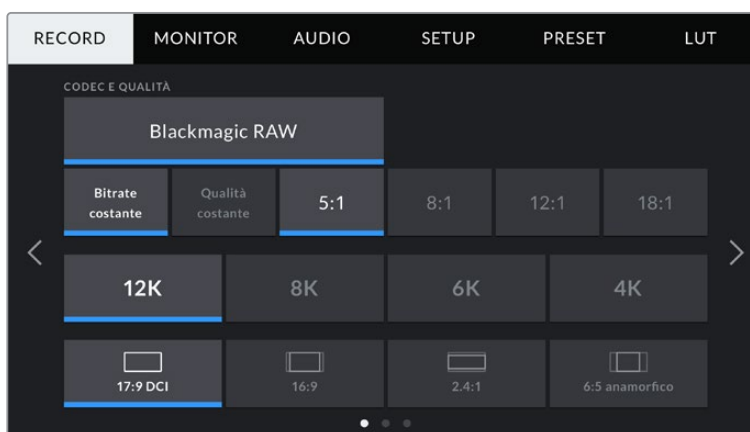 RECORD MONITOR AUDIO SETUP PRESET LUT
CODEC E QUALITÀ
Blackmagic RAW
Bitrate costante Qualità costante 5:1 8:1 12:1 18:1
12K 8K 6K 4K
17:9 DCI 16:9 2.4:1 6:5 anamorfico